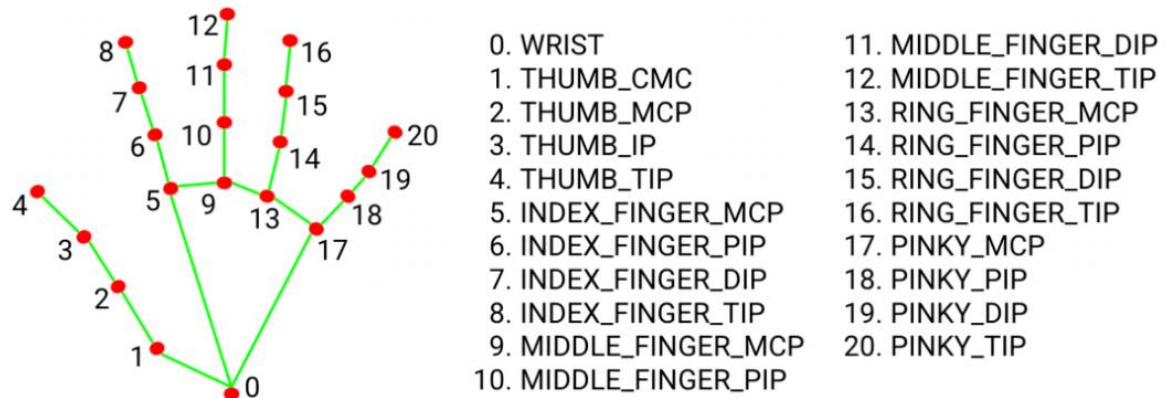 12
8
16
11
7
15
10
6
20
14
19
4
5
9
13
18
3
17
2
1
0
0. WRIST
1. THUMB_CMC
2. THUMB_MCP
3. THUMB_IP
4. THUMB_TIP
5. INDEX_FINGER_MCP
6. INDEX_FINGER_PIP
7. INDEX_FINGER_DIP
8. INDEX_FINGER_TIP
9. MIDDLE_FINGER_MCP
10. MIDDLE_FINGER_PIP
11. MIDDLE_FINGER_DIP
12. MIDDLE_FINGER_TIP
13. RING_FINGER_MCP
14. RING_FINGER_PIP
15. RING_FINGER_DIP
16. RING_FINGER_TIP
17. PINKY_MCP
18. PINKY_PIP
19. PINKY_DIP
20. PINKY_TIP